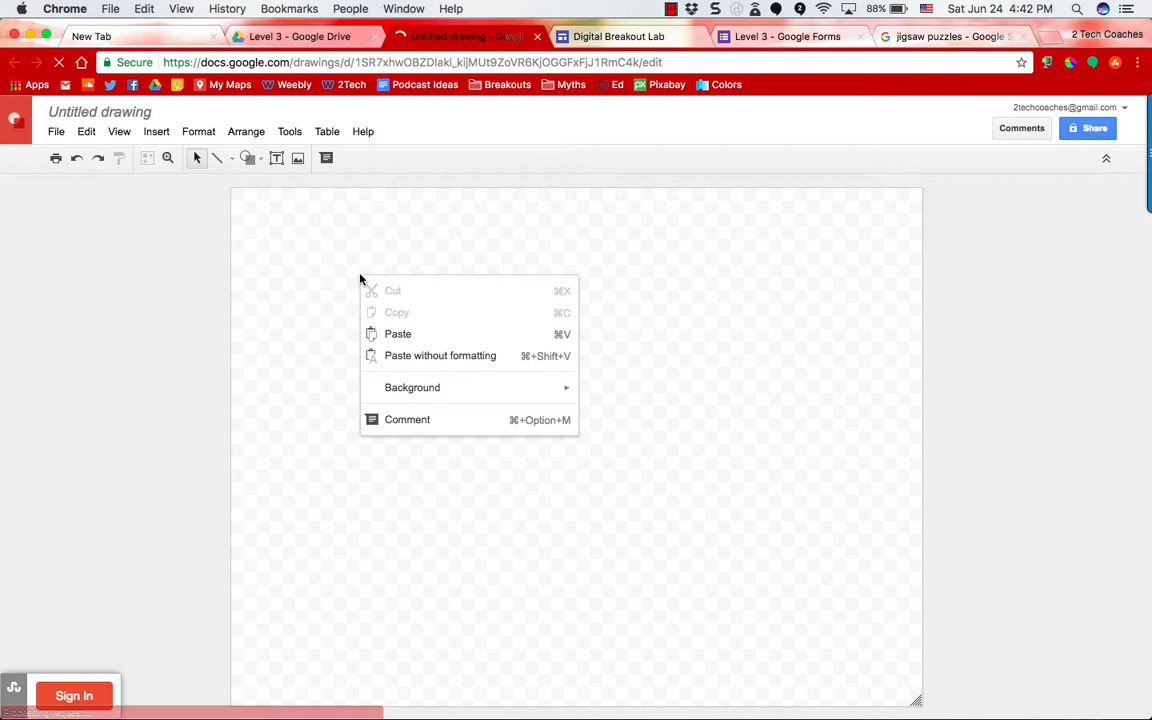 Chrome File Edit View History Bookmarks People Window Help 88% Sat Jun 24 4:42 PM
New Tab Level 3 - Google Drive Untitled drawing - Google Digital Breakout Lab Level 3 - Google Forms jigsaw puzzles - Google S 2 Tech Coaches
Secure https://docs.google.com/drawings/d/1SR7xhwOBZDIakl_kijMUt9ZoVR6KjOGGFxFjJ1RmC4k/edit
Apps My Maps Weebly 2Tech Podcast Ideas Breakouts Myths Ed Pixabay Colors
Untitled drawing
2techcoaches@gmail.com
File Edit View Insert Format Arrange Tools Table Help
Comments Share
Cut ⌘X
Copy ⌘C
Paste ⌘V
Paste without formatting ⌘+Shift+V
Background
Comment ⌘+Option+M
Sign In